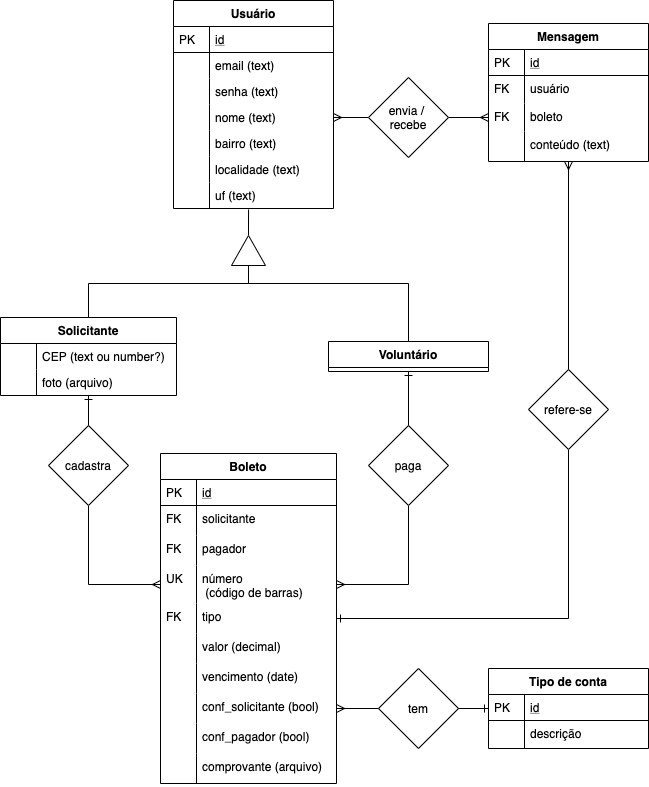 Usuário
PK id
email (text)
senha (text)
nome (text)
bairro (text)
localidade (text)
uf (text)
envia /
recebe
Mensagem
PK id
FK usuário
FK boleto
conteúdo (text)
Solicitante
CEP (text ou number?)
foto (arquivo)
Voluntário
cadastra
paga
refere-se
Boleto
PK id
FK solicitante
FK pagador
UK número
(código de barras)
FK tipo
valor (decimal)
vencimento (date)
conf_solicitante (bool)
conf_pagador (bool)
comprovante (arquivo)
tem
Tipo de conta
PK id
descrição